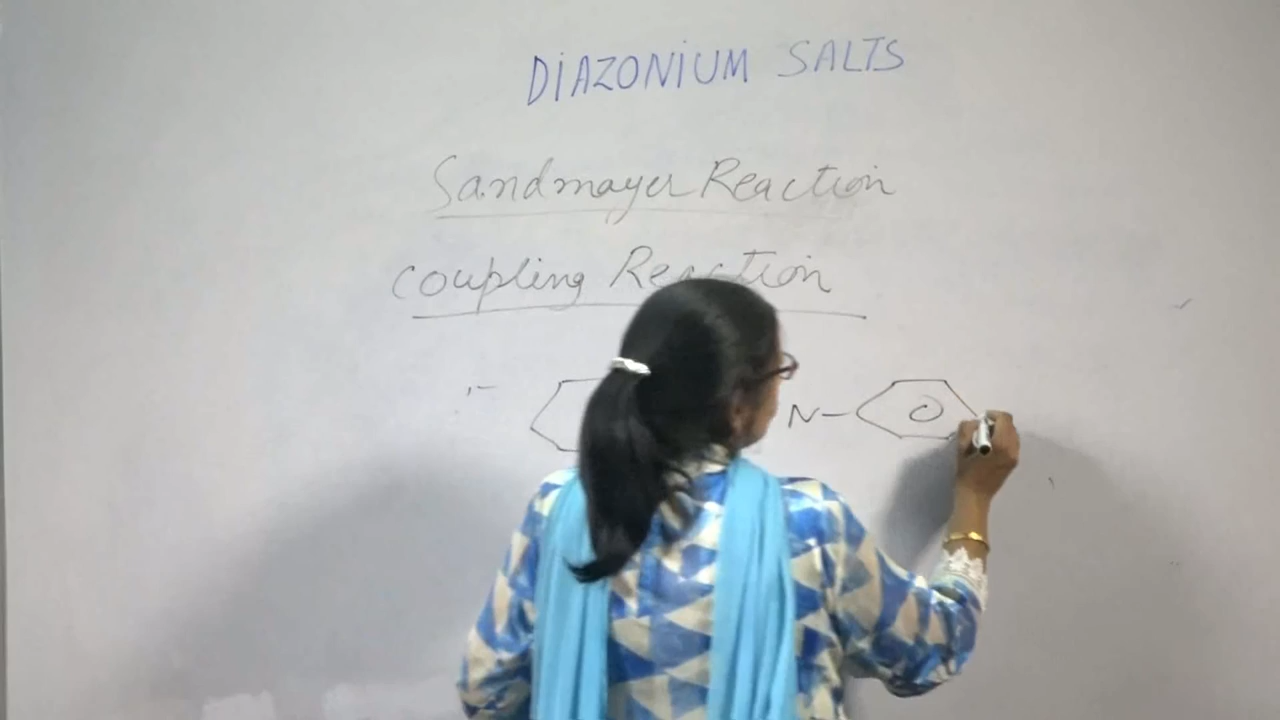 DIAZONIUM SALTS
Sandmayer Reaction
Coupling Reaction
N-